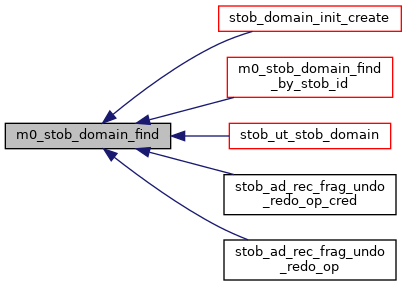 stob_domain_init_create
m0_stob_domain_find
_by_stob_id
m0_stob_domain_find
stob_ut_stob_domain
stob_ad_rec_frag_undo
_redo_op_cred
stob_ad_rec_frag_undo
_redo_op